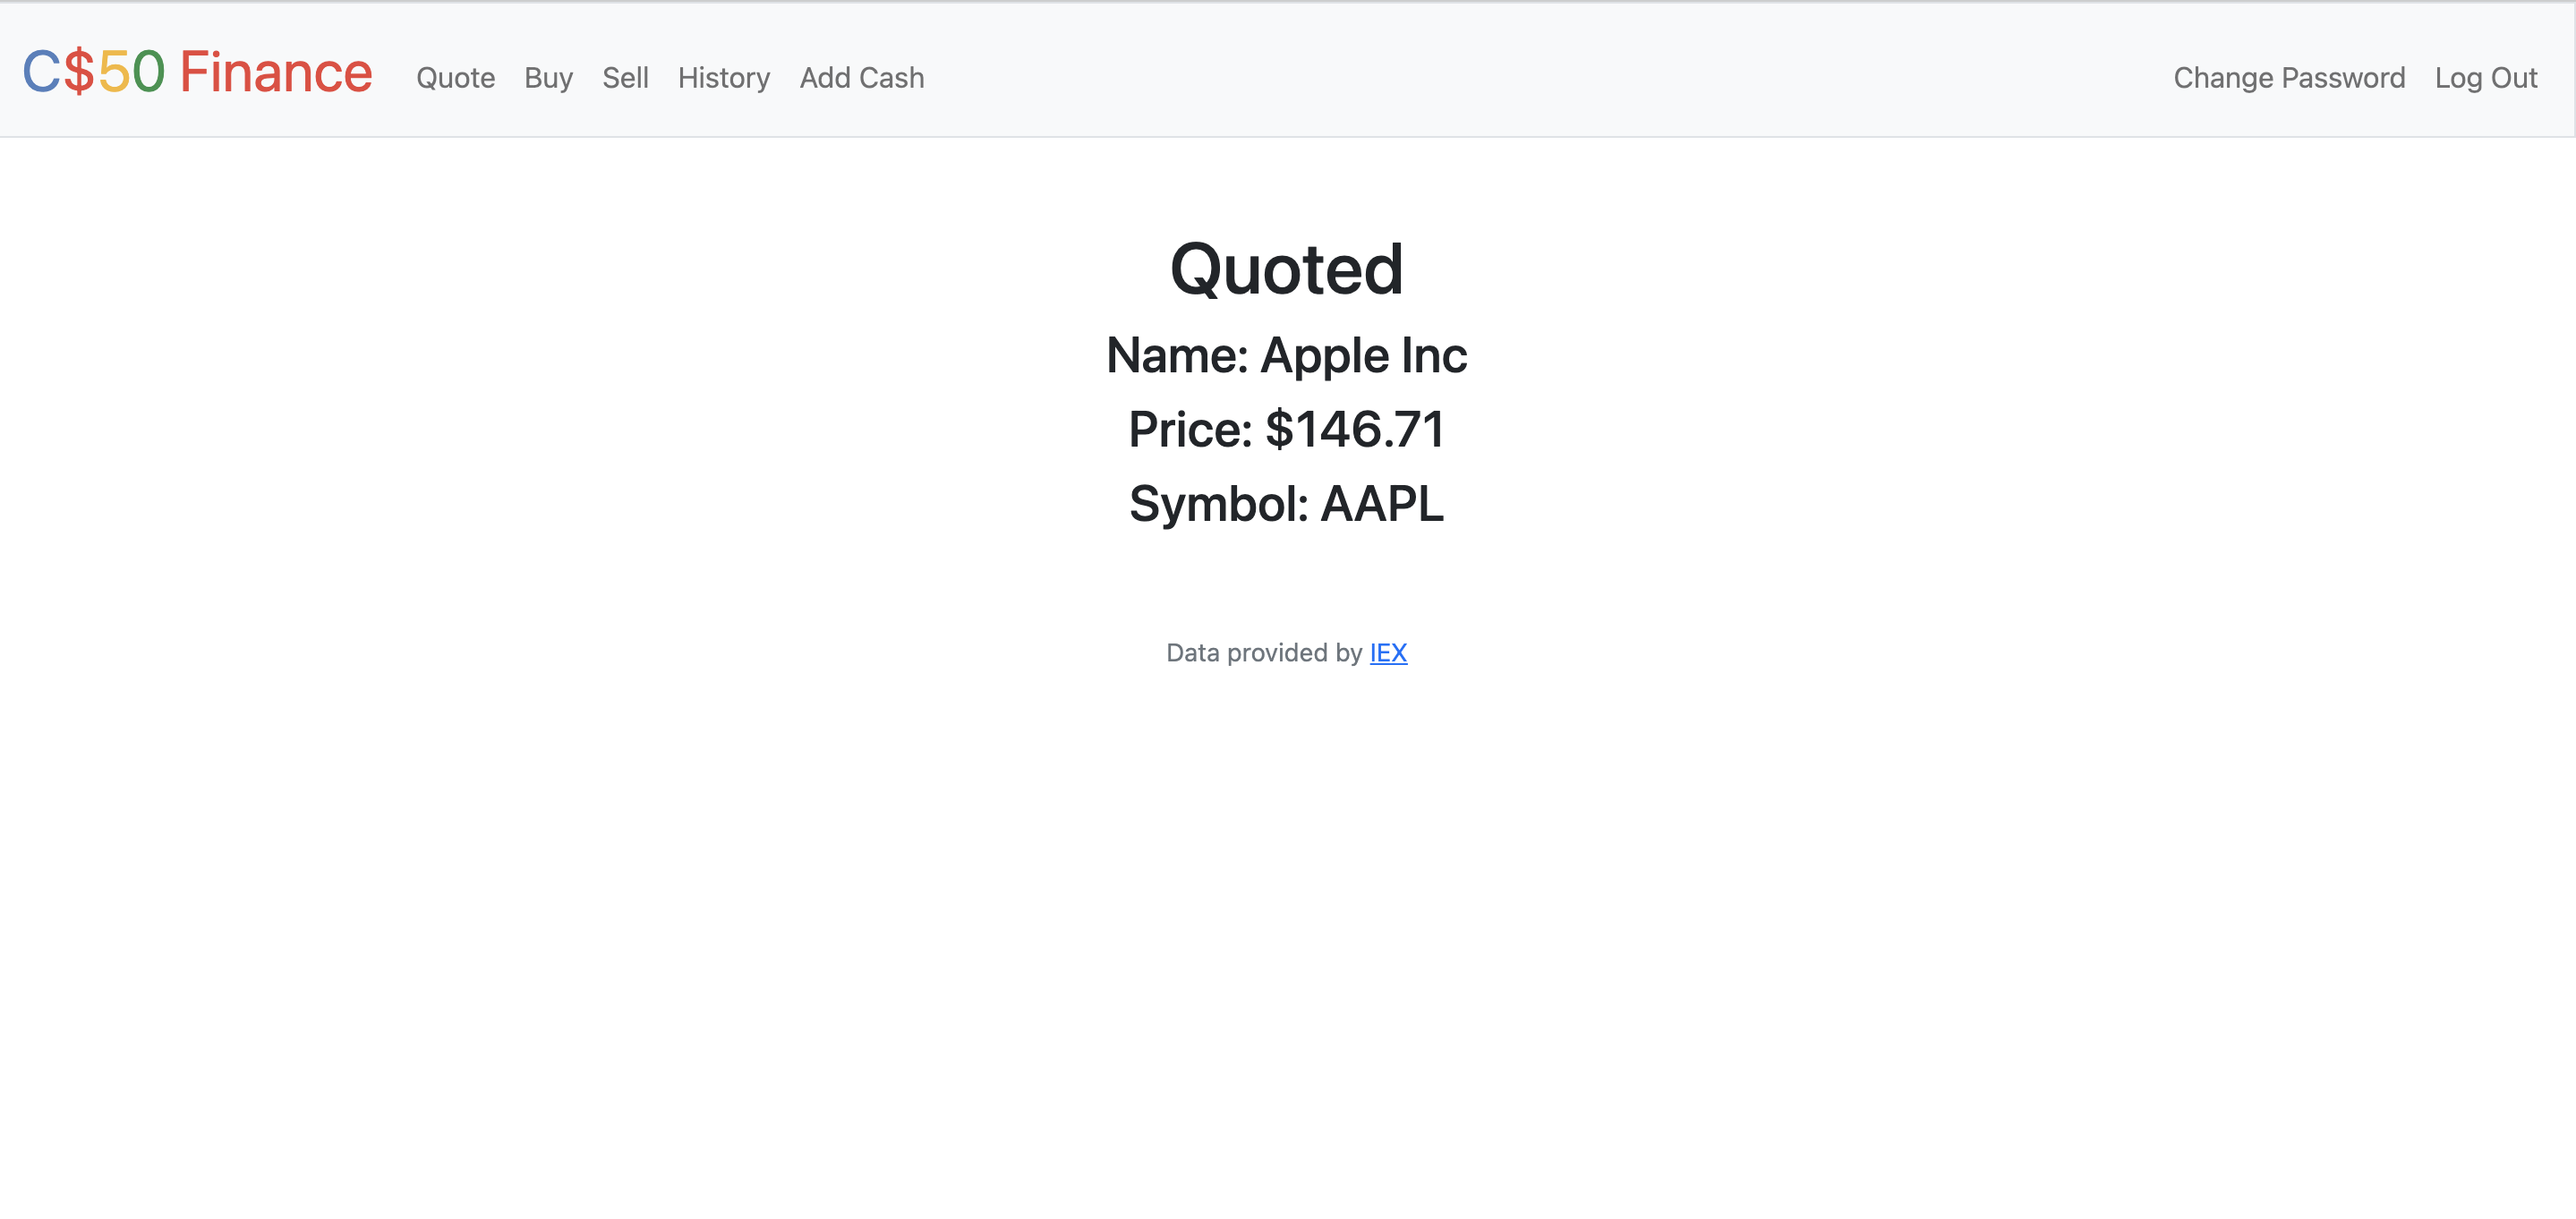 C$50 Finance Quote Buy Sell History Add Cash Change Password Log Out
Quoted
Name: Apple Inc
Price: $146.71
Symbol: AAPL
Data provided by IEX